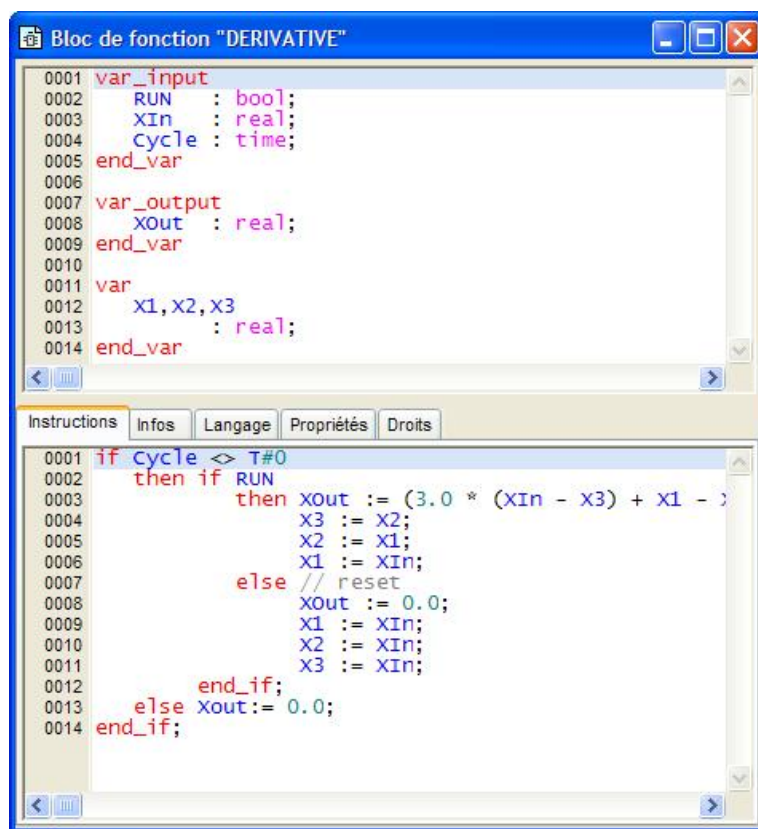 Bloc de fonction "DERIVATIVE"
0001 var_input
0002 RUN : bool;
0003 XIn : real;
0004 Cycle : time;
0005 end_var
0006
0007 var_output
0008 XOut : real;
0009 end_var
0010
0011 var
0012 X1,X2,X3
0013 : real;
0014 end_var
Instructions Infos Langage Propriétés Droits
0001 if Cycle <> T#0
0002 then if RUN
0003 then XOut := (3.0 * (XIn - X3) + X1 -
0004 X3 := X2;
0005 X2 := X1;
0006 X1 := XIn;
0007 else // reset
0008 XOut := 0.0;
0009 X1 := XIn;
0010 X2 := XIn;
0011 X3 := XIn;
0012 end_if;
0013 else Xout:= 0.0;
0014 end_if;